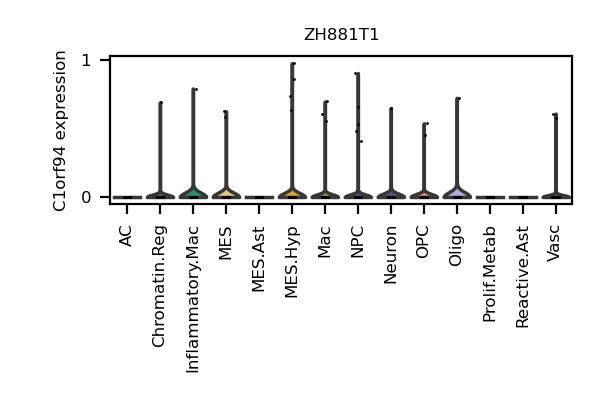 ZH881T1
C1orf94 expression
1
0
AC
Chromatin.Reg
Inflammatory.Mac
MES
MES.Ast
MES.Hyp
Mac
NPC
Neuron
OPC
Oligo
Prolif.Metab
Reactive.Ast
Vasc